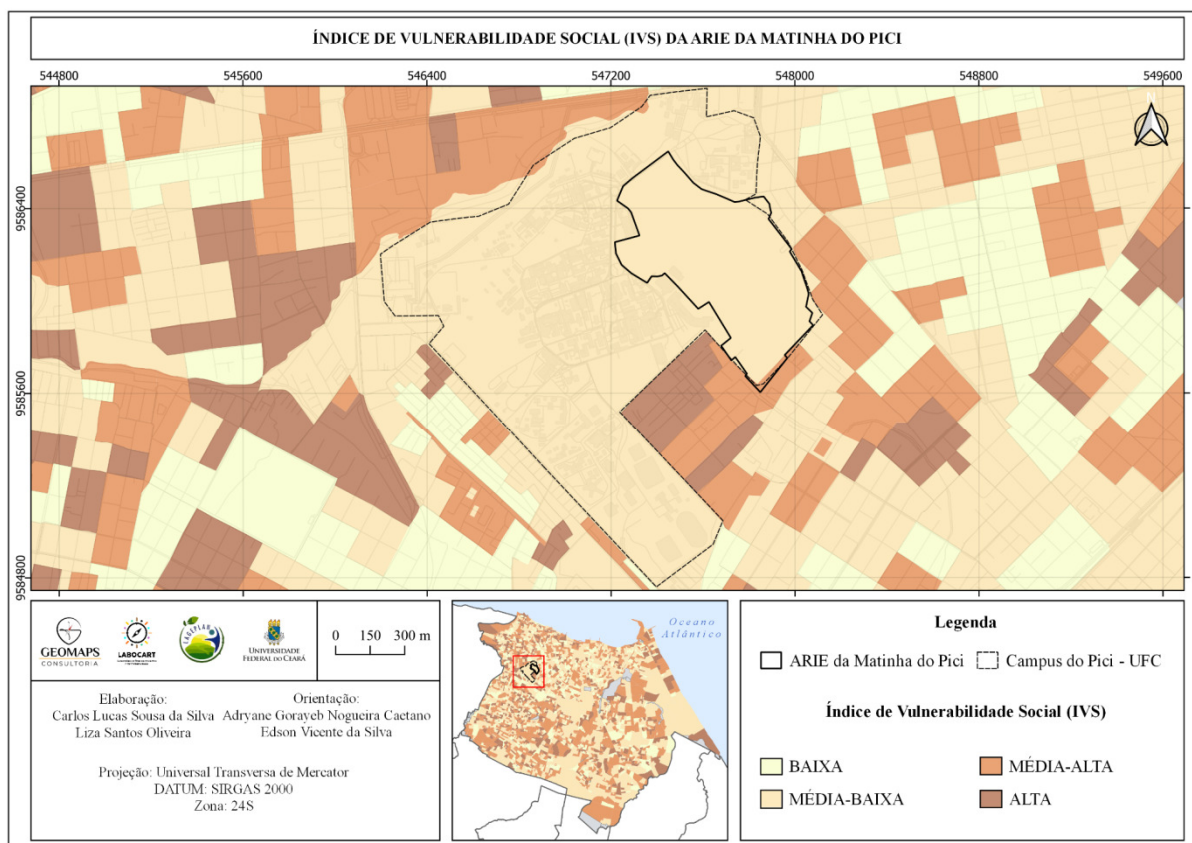 ÍNDICE DE VULNERABILIDADE SOCIAL (IVS) DA ARIE DA MATINHA DO PICI
544800 545600 546400 547200 548000 548800 549600
9586400
9585600
9584800
N
GEOMAPS
CONSULTORIA
LABOCART
LAGEPLAN
UNIVERSIDADE
FEDERAL DO CEARÁ
0 150 300 m
Elaboração:
Carlos Lucas Sousa da Silva
Liza Santos Oliveira
Orientação:
Adryane Gorayeb Nogueira Caetano
Edson Vicente da Silva
Projeção: Universal Transversa de Mercator
DATUM: SIRGAS 2000
Zona: 24S
Oceano
Atlântico
Legenda
ARIE da Matinha do Pici
Campus do Pici - UFC
Índice de Vulnerabilidade Social (IVS)
BAIXA
MÉDIA-BAIXA
MÉDIA-ALTA
ALTA